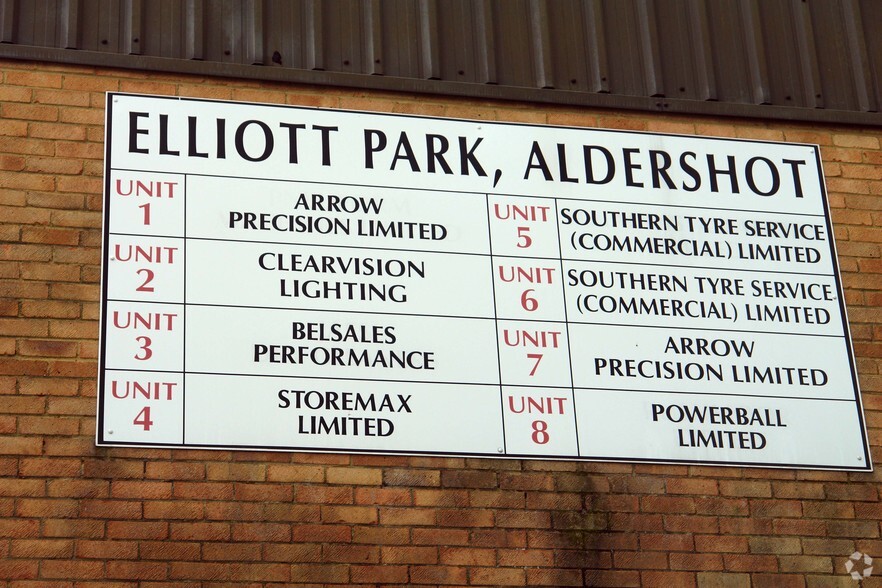 ELLIOTT PARK, ALDERSHOT
UNIT
1
ARROW
PRECISION LIMITED
UNIT
2
CLEARVISION
LIGHTING
UNIT
3
BELSALES
PERFORMANCE
UNIT
4
STOREMAX
LIMITED
UNIT
5
SOUTHERN TYRE SERVICE
(COMMERCIAL) LIMITED
UNIT
6
SOUTHERN TYRE SERVICE
(COMMERCIAL) LIMITED
UNIT
7
ARROW
PRECISION LIMITED
UNIT
8
POWERBALL
LIMITED